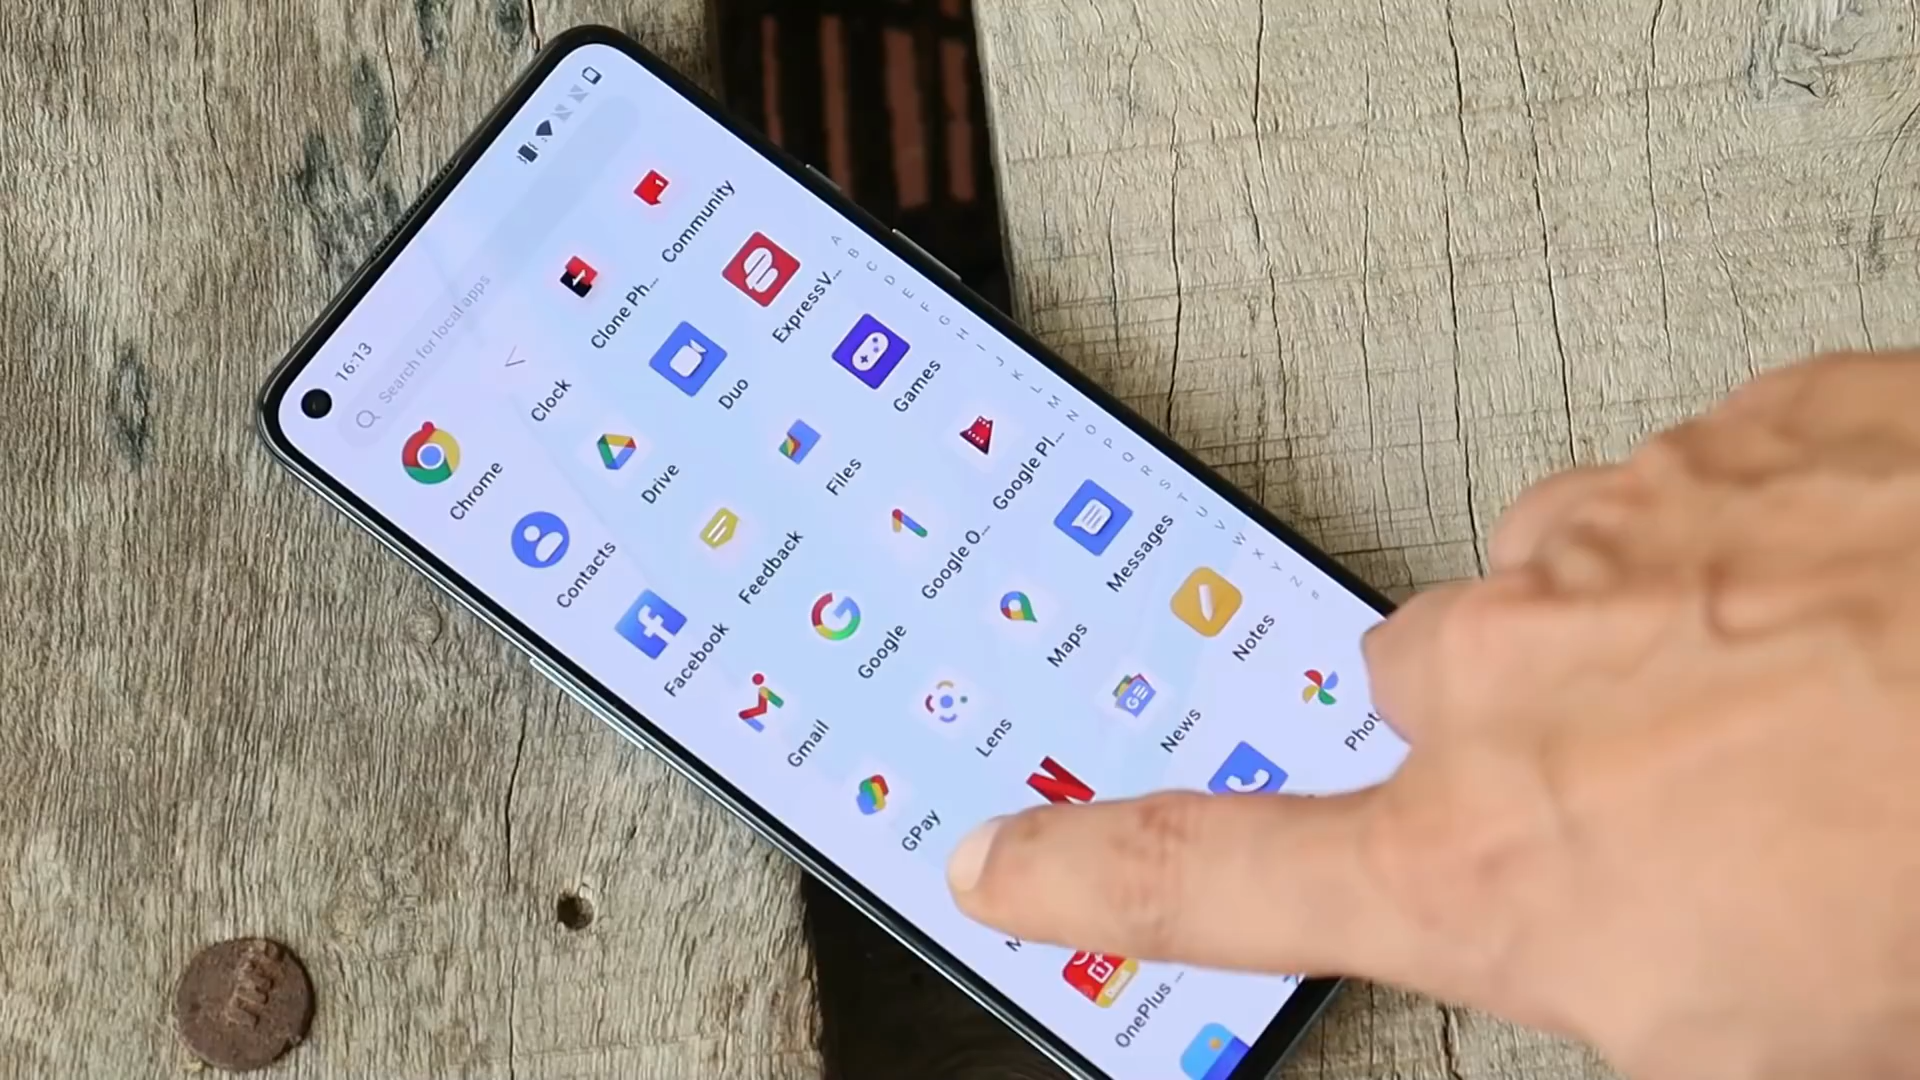 16:13
Search for local apps
Chrome
Clock
Clone Ph...
Community
Contacts
Drive
Duo
ExpressV...
Facebook
Feedback
Files
Games
Gmail
Google
Google O...
Google Pl...
GPay
Lens
Maps
Messages
News
Notes
OnePlus ...
A
B
C
D
E
F
G
H
I
J
K
L
M
N
O
P
Q
R
S
T
U
V
W
X
Y
Z
#